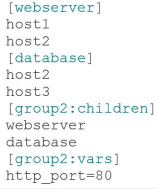 [webserver]
host1
host2
[database]
host2
host3
[group2:children]
webserver
database
[group2:vars]
http_port=80